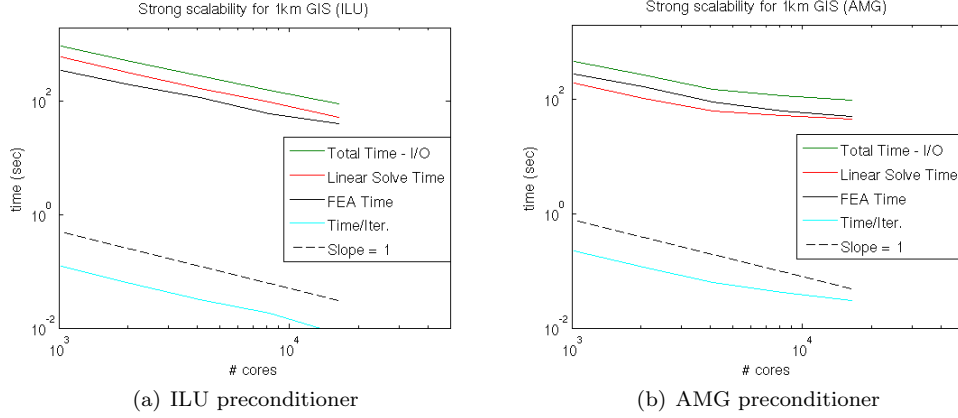 Strong scalability for 1km GIS (ILU)
time (sec)
10^2
10^0
10^-2
10^3
10^4
# cores
Total Time - I/O
Linear Solve Time
FEA Time
Time/Iter.
Slope = 1
(a) ILU preconditioner
Strong scalability for 1km GIS (AMG)
time (sec)
10^2
10^0
10^-2
10^3
10^4
# cores
Total Time - I/O
Linear Solve Time
FEA Time
Time/Iter.
Slope = 1
(b) AMG preconditioner